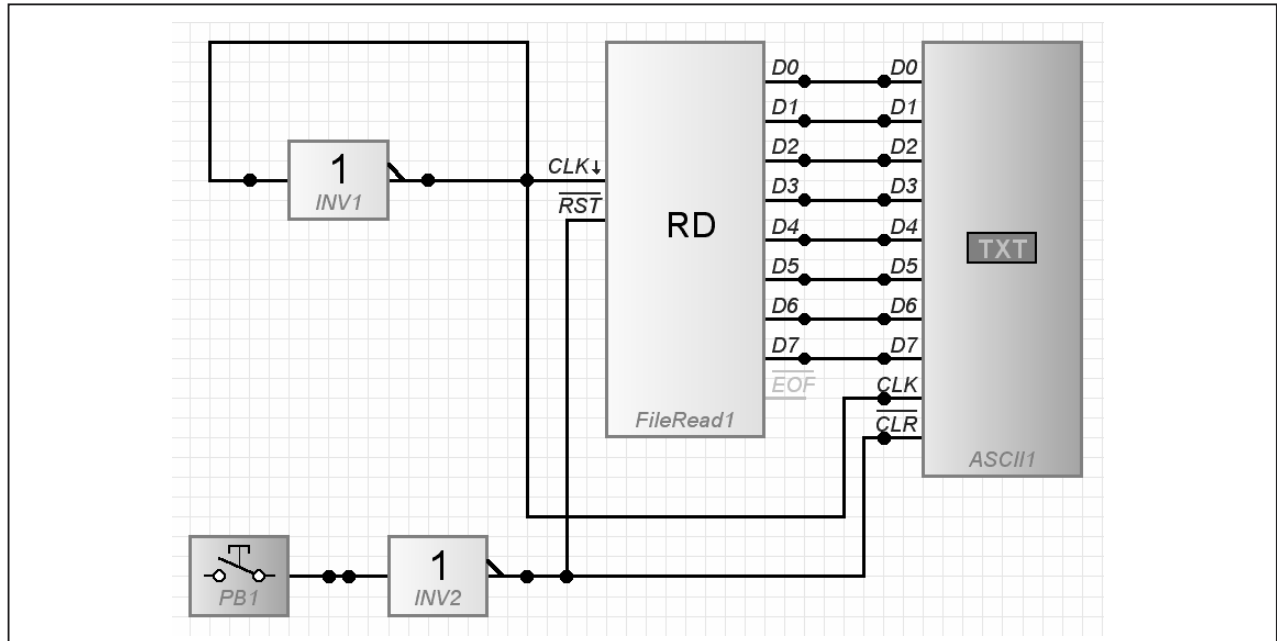 D0 D0
D1 D1
1 D2 D2
INV1 CLK↓ D3 D3
RST RD D4 D4 TXT
D5 D5
D6 D6
D7 D7
EOF CLK
FileRead1 CLR
ASCII1
1
PB1 INV2